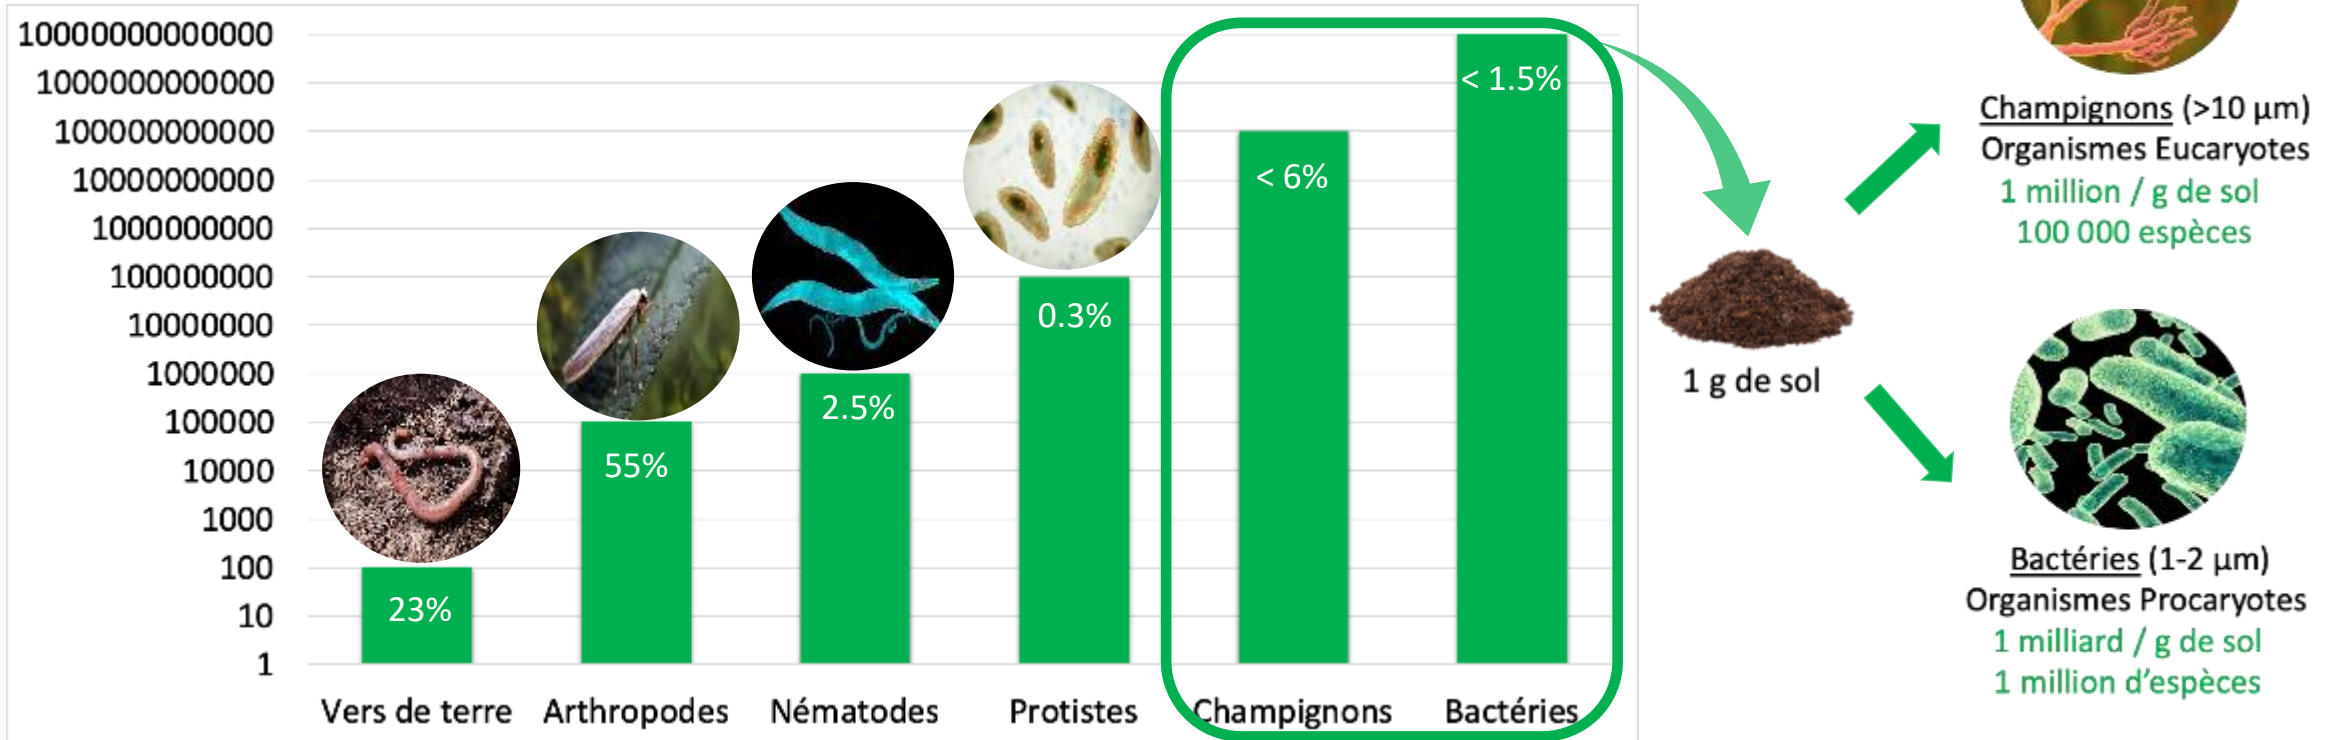 10000000000000
1000000000000
100000000000
10000000000
1000000000
100000000
10000000
1000000
100000
10000
1000
100
10
1
23%
55%
2.5%
0.3%
< 6%
< 1.5%
Vers de terre
Arthropodes
Nématodes
Protistes
Champignons
Bactéries
1 g de sol
Champignons (>10 µm)
Organismes Eucaryotes
1 million / g de sol
100 000 espèces
Bactéries (1-2 µm)
Organismes Procaryotes
1 milliard / g de sol
1 million d'espèces